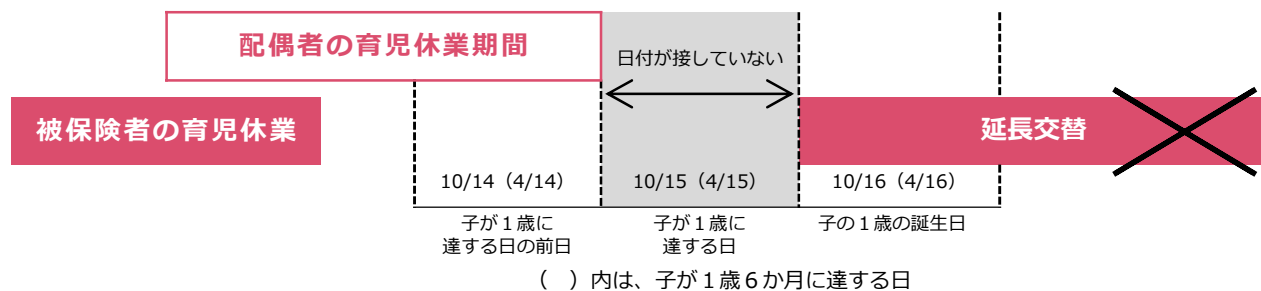 配偶者の育児休業期間
日付が接していない
被保険者の育児休業
延長交替
10/14（4/14）
10/15（4/15）
10/16（4/16）
子が１歳に
達する日の前日
子が１歳に
達する日
子の１歳の誕生日
（　）内は、子が１歳６か月に達する日